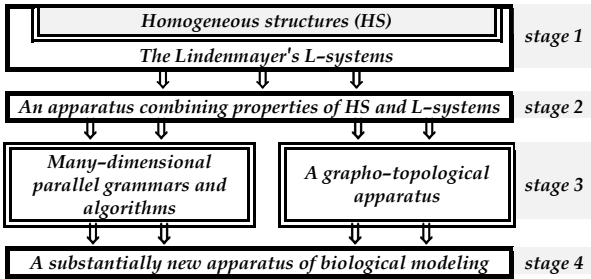 Homogeneous structures (HS)
stage 1
The Lindenmayer's L-systems
An apparatus combining properties of HS and L-systems
stage 2
Many-dimensional
parallel grammars and
algorithms
A grapho-topological
apparatus
stage 3
A substantially new apparatus of biological modeling
stage 4